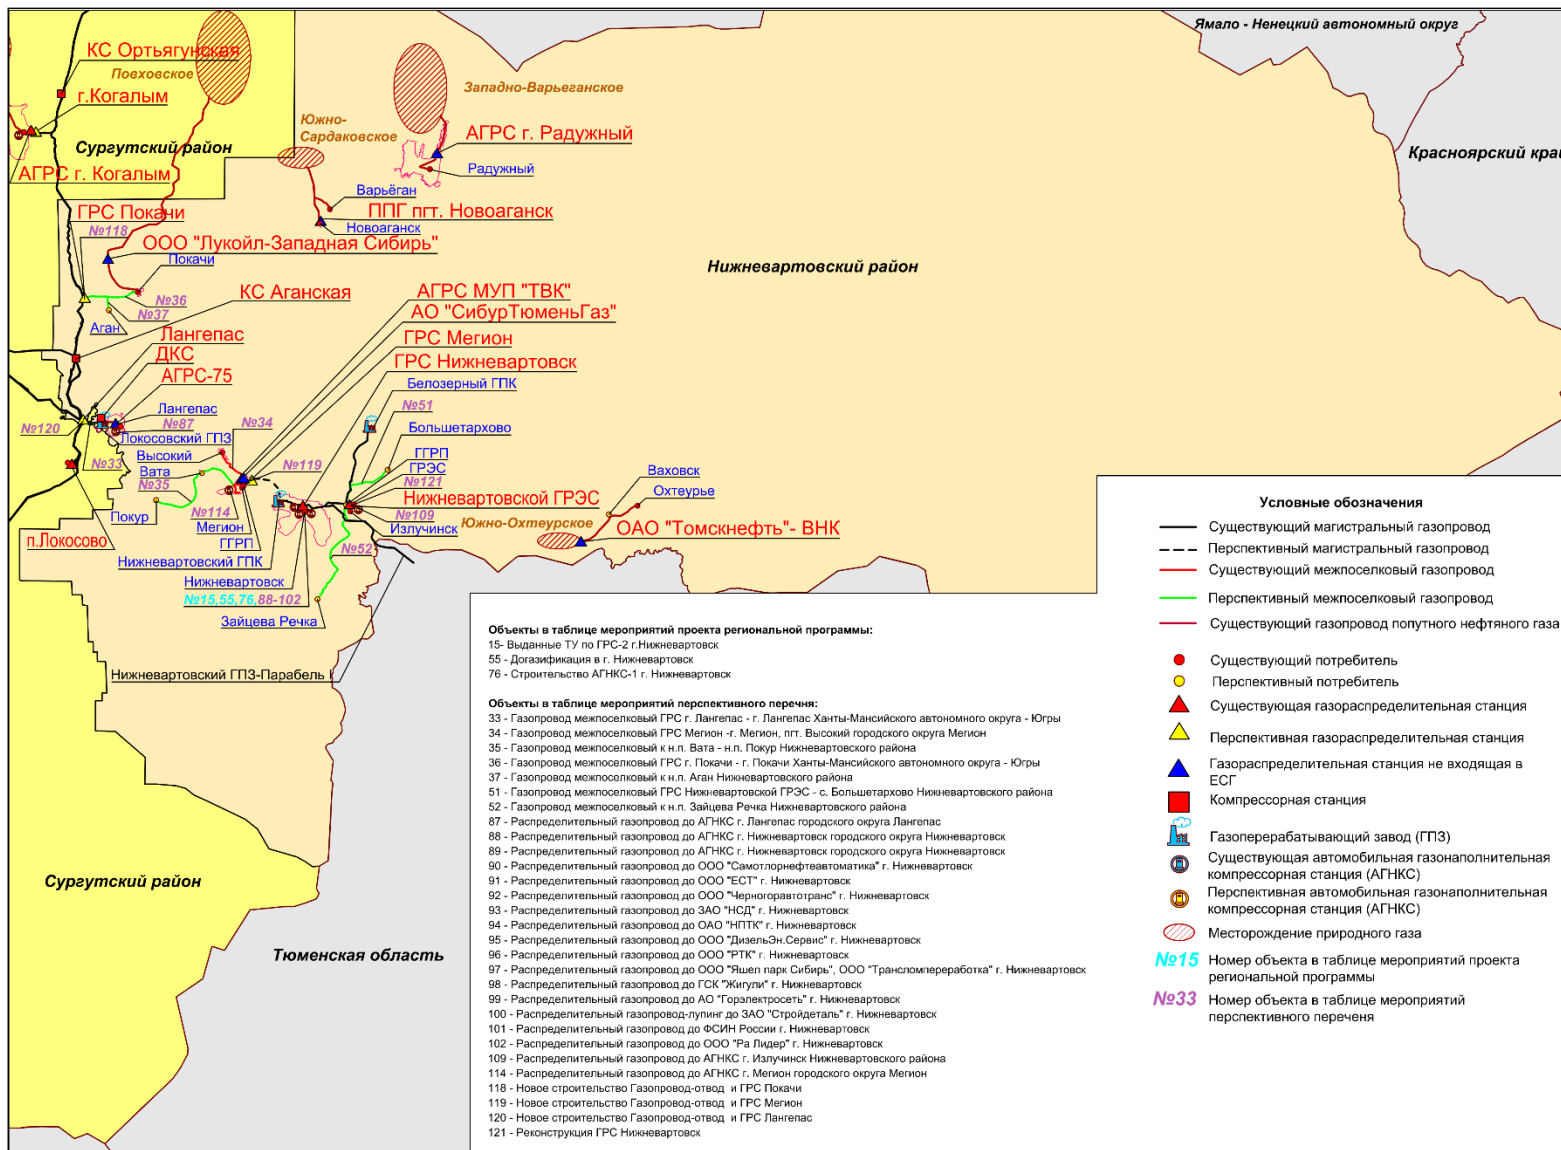 Ямало - Ненецкий автономный округ
КС Ортьягунская
Повховское
г.Когалым
Западно-Варьеганское
Южно-
Сардаковское
АГРС г. Радужный
Сургутский район
Красноярский край
АГРС г. Когалым
Радужный
Варьёган
ГРС Покачи
ППГ пгт. Новоаганск
№118
Новоаганск
ООО "Лукойл-Западная Сибирь"
Покачи
Нижневартовский район
КС Аганская
АГРС МУП "ТВК"
№36
№37
АО "СибурТюменьГаз"
Аган
Лангепас
ГРС Мегион
ДКС
ГРС Нижневартовск
АГРС-75
Белозерный ГПК
Лангепас
№51
№120
№87
№34
Большетархово
Локосовский ГПЗ
Высокий
ГГРП
№33
Вата
№119
ГРЭС
Ваховск
№35
№121
Охтеурье
Нижневартовской ГРЭС
Покур
№114
№109
Южно-Охтеурское
Мегион
Излучинск
ОАО "Томскнефть"- ВНК
п.Локосово
ГГРП
№52
Нижневартовский ГПК
Нижневартовск
№15,55,76,88-102
Зайцева Речка
Нижневартовский ГПЗ-Парабель I
Сургутский район
Тюменская область
Объекты в таблице мероприятий проекта региональной программы:
15- Выданные ТУ по ГРС-2 г.Нижневартовск
55 - Догазификация в г. Нижневартовск
76 - Строительство АГНКС-1 г. Нижневартовск
Объекты в таблице мероприятий перспективного перечня:
33 - Газопровод межпоселковый ГРС г. Лангепас - г. Лангепас Ханты-Мансийского автономного округа - Югры
34 - Газопровод межпоселковый ГРС Мегион -г. Мегион, пгт. Высокий городского округа Мегион
35 - Газопровод межпоселковый к н.п. Вата - н.п. Покур Нижневартовского района
36 - Газопровод межпоселковый ГРС г. Покачи - г. Покачи Ханты-Мансийского автономного округа - Югры
37 - Газопровод межпоселковый к н.п. Аган Нижневартовского района
51 - Газопровод межпоселковый ГРС Нижневартовской ГРЭС - с. Большетархово Нижневартовского района
52 - Газопровод межпоселковый к н.п. Зайцева Речка Нижневартовского района
87 - Распределительный газопровод до АГНКС г. Лангепас городского округа Лангепас
88 - Распределительный газопровод до АГНКС г. Нижневартовск городского округа Нижневартовск
89 - Распределительный газопровод до АГНКС г. Нижневартовск городского округа Нижневартовск
90 - Распределительный газопровод до ООО "Самотлорнефтеавтоматика" г. Нижневартовск
91 - Распределительный газопровод до ООО "ЕСТ" г. Нижневартовск
92 - Распределительный газопровод до ООО "Черногоравтотранс" г. Нижневартовск
93 - Распределительный газопровод до ЗАО "НСД" г. Нижневартовск
94 - Распределительный газопровод до ОАО "НПТК" г. Нижневартовск
95 - Распределительный газопровод до ООО "ДизельЭн.Сервис" г. Нижневартовск
96 - Распределительный газопровод до ООО "РТК" г. Нижневартовск
97 - Распределительный газопровод до ООО "Яшел парк Сибирь", ООО "Трансломпереработка" г. Нижневартовск
98 - Распределительный газопровод до ГСК "Жигули" г. Нижневартовск
99 - Распределительный газопровод до АО "Горэлектросеть" г. Нижневартовск
100 - Распределительный газопровод-лупинг до ЗАО "Стройдеталь" г. Нижневартовск
101 - Распределительный газопровод до ФСИН России г. Нижневартовск
102 - Распределительный газопровод до ООО "Ра Лидер" г. Нижневартовск
109 - Распределительный газопровод до АГНКС г. Излучинск Нижневартовского района
114 - Распределительный газопровод до АГНКС г. Мегион городского округа Мегион
118 - Новое строительство Газопровод-отвод и ГРС Покачи
119 - Новое строительство Газопровод-отвод и ГРС Мегион
120 - Новое строительство Газопровод-отвод и ГРС Лангепас
121 - Реконструкция ГРС Нижневартовск
Условные обозначения
Существующий магистральный газопровод
Перспективный магистральный газопровод
Существующий межпоселковый газопровод
Перспективный межпоселковый газопровод
Существующий газопровод попутного нефтяного газа
Существующий потребитель
Перспективный потребитель
Существующая газораспределительная станция
Перспективная газораспределительная станция
Газораспределительная станция не входящая в
ЕСГ
Компрессорная станция
Газоперерабатывающий завод (ГПЗ)
Существующая автомобильная газонаполнительная
компрессорная станция (АГНКС)
Перспективная автомобильная газонаполнительная
компрессорная станция (АГНКС)
Месторождение природного газа
№15 Номер объекта в таблице мероприятий проекта
региональной программы
№33 Номер объекта в таблице мероприятий
перспективного переченя